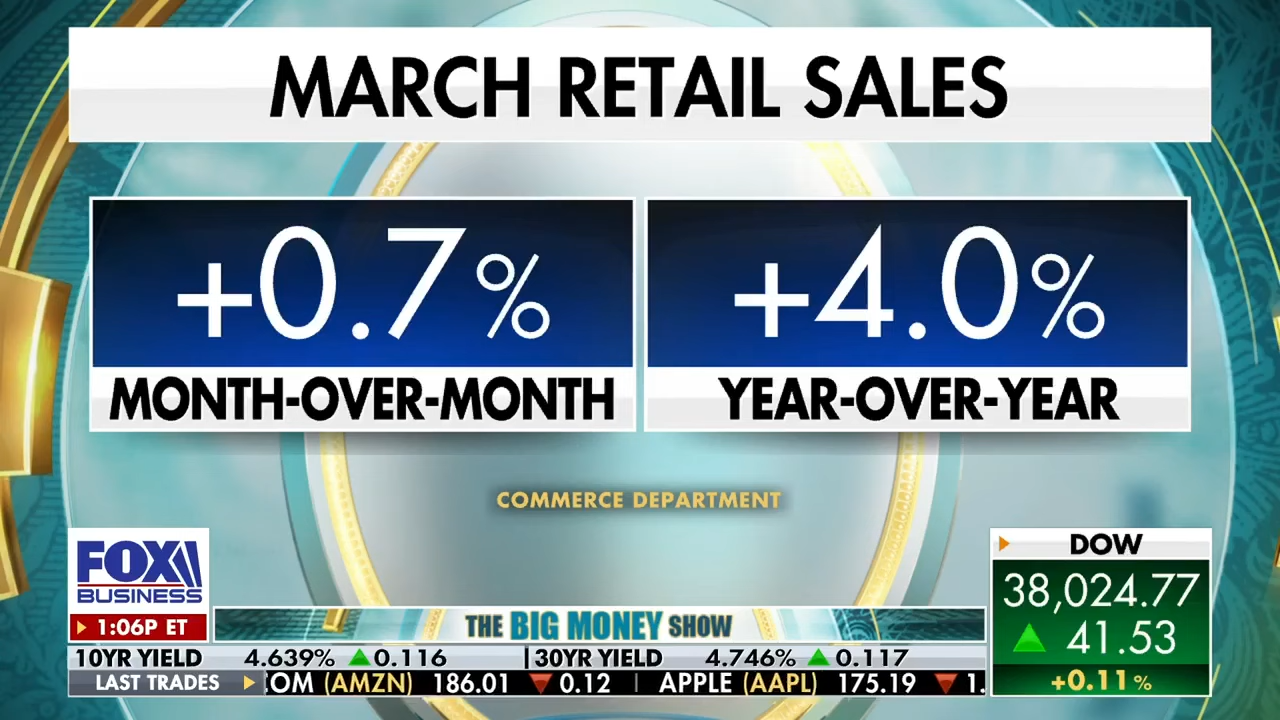 MARCH RETAIL SALES
+0.7% +4.0%
MONTH-OVER-MONTH YEAR-OVER-YEAR
COMMERCE DEPARTMENT
FOX BUSINESS
1:06P ET
THE BIG MONEY SHOW
10YR YIELD 4.639% ▲0.116 | 30YR YIELD 4.746% ▲0.117
LAST TRADES OM (AMZN) 186.01 ▼ 0.12 | APPLE (AAPL) 175.19 ▼ 1.
DOW
38,024.77
▲ 41.53
+0.11%